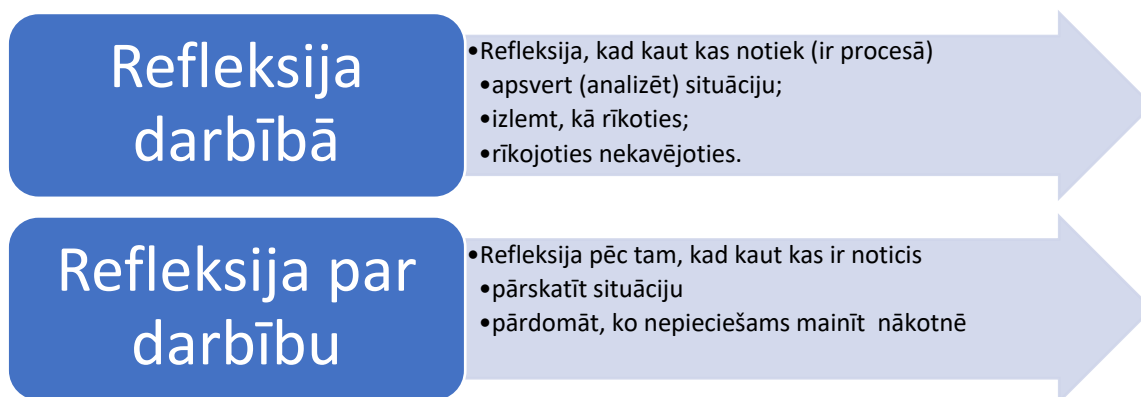 Refleksija
darbībā
•Refleksija, kad kaut kas notiek (ir procesā)
•apsvert (analizēt) situāciju;
•izlemt, kā rīkoties;
•rīkojoties nekavējoties.
Refleksija par
darbību
•Refleksija pēc tam, kad kaut kas ir noticis
•pārskatīt situāciju
•pārdomāt, ko nepieciešams mainīt nākotnē